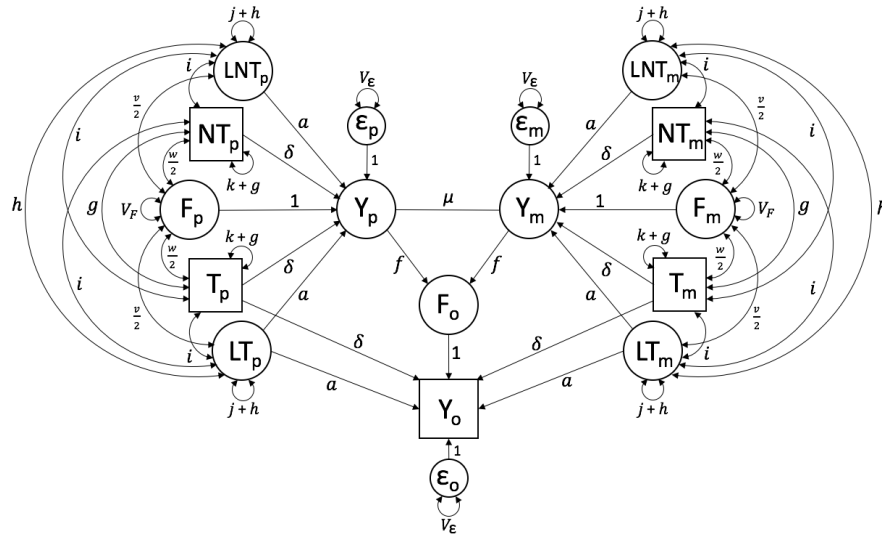 j + h j + h
LNTp LNTm
i Vε Vε i
v/2 εp εm v/2
a a
i NTp 1 1 NTm i
δ δ
w/2 k + g k + g w/2
h g VF Fp 1 Yp μ Ym 1 Fm VF g h
w/2 k + g k + g w/2
δ f f δ
Tp Fo Tm
i a a i
v/2 δ 1 δ v/2
i LTp LTm i
a Yo a
j + h j + h
1
εo
Vε